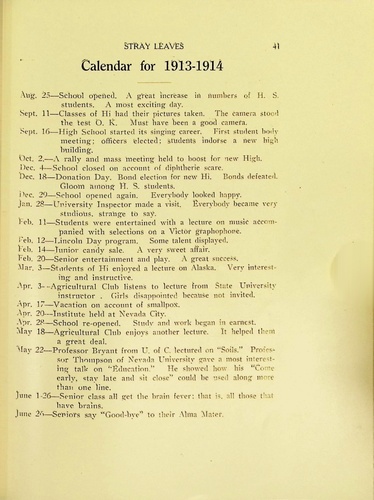 STRAY LEAVES 41
Calendar for 1913-1914
Aug. 25—School opened. A great increase in numbers of H. S.
students. A most exciting day.
Sept. 11—Classes of Hi had their pictures taken. The camera stood
the test O. K. Must have been a good camera.
Sept. 16—High School started its singing career. First student body
meeting; officers elected; students indorse a new high
building.
Oct. 2.—A rally and mass meeting held to boost for new High.
Dec. 4—School closed on account of diphtheric scare.
Dec. 18—Donation Day. Bond election for new Hi. Bonds defeated.
Gloom among H. S. students.
Dec. 29—School opened again. Everybody looked happy.
Jan. 28—University Inspector made a visit. Everybody became very
studious, strange to say.
Feb. 11—Students were entertained with a lecture on music accom-
panied with selections on a Victor graphophone.
Feb. 12—Lincoln Day program. Some talent displayed.
Feb. 14—Junior candy sale. A very sweet affair.
Feb. 20—Senior entertainment and play. A great success.
Mar. 3—Students of Hi enjoyed a lecture on Alaska. Very interest-
ing and instructive.
Apr. 3—Agricultural Club listens to lecture from State University
instructor. Girls disappointed because not invited.
Apr. 17—Vacation on account of smallpox.
Apr. 20—Institute held at Nevada City.
Apr. 28—School re-opened. Study and work began in earnest.
May 18—Agricultural Club enjoys another lecture. It helped them
a great deal.
May 22—Professor Bryant from U. of C. lectured on "Soils." Profes-
sor Thompson of Nevada University gave a most interest-
ing talk on "Education." He showed how his "Come
early, stay late and sit close" could be used along more
than one line.
June 1-26—Senior class all get the brain fever; that is, all those that
have brains.
June 26—Seniors say "Good-bye" to their Alma Mater.